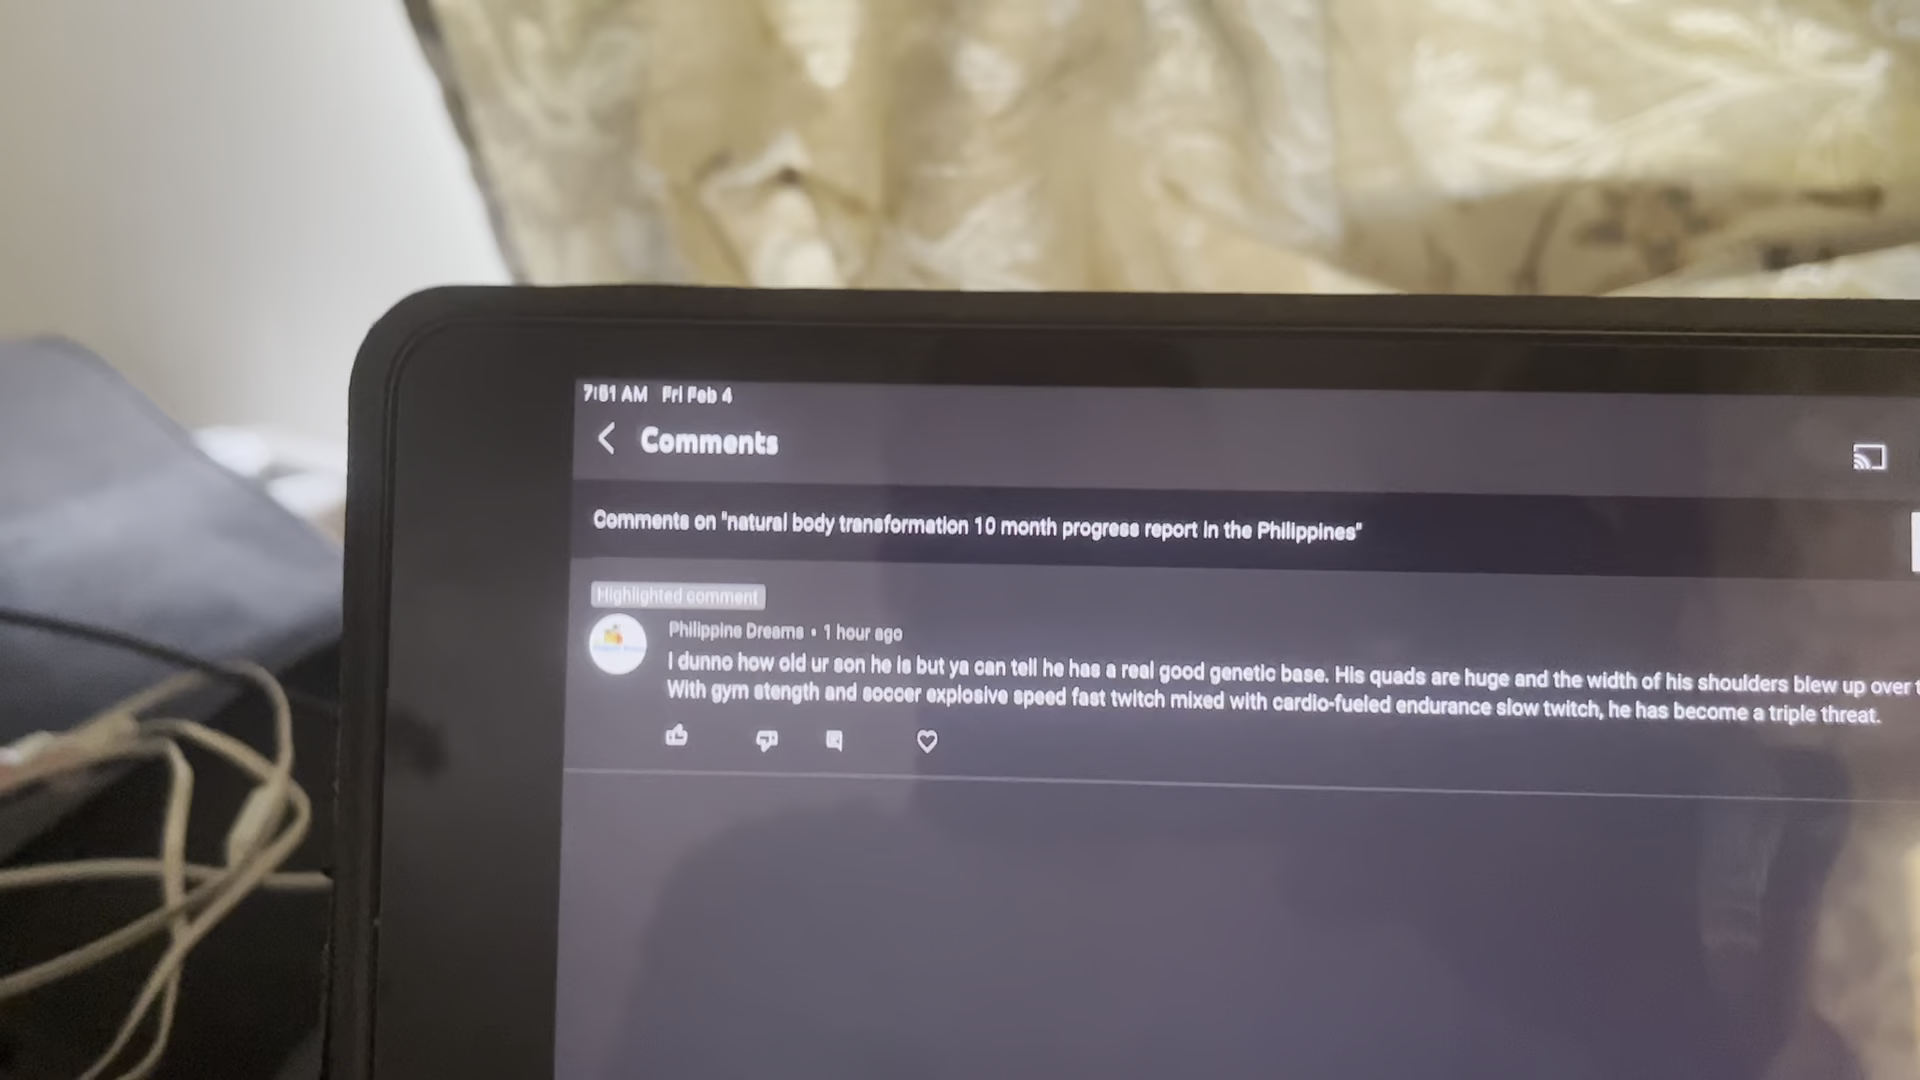 7:51 AM Fri Feb 4
Comments
Comments on "natural body transformation 10 month progress report in the Philippines"
Highlighted comment
Philippine Dreams • 1 hour ago
I dunno how old ur son he is but ya can tell he has a real good genetic base. His quads are huge and the width of his shoulders blew up over
With gym stength and soccer explosive speed fast twitch mixed with cardio-fueled endurance slow twitch, he has become a triple threat.